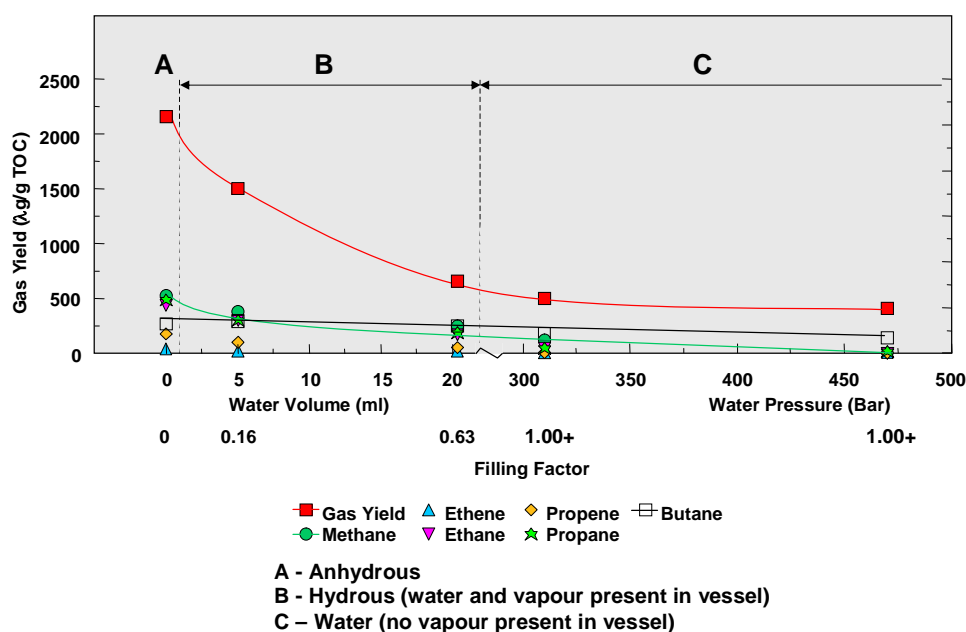 A B C
2500
2000
1500
1000
500
0
Gas Yield (λg/g TOC)
0 5 10 15 20 300 350 400 450 500
Water Volume (ml) Water Pressure (Bar)
0 0.16 0.63 1.00+ 1.00+
Filling Factor
Gas Yield Ethene Propene Butane
Methane Ethane Propane
A - Anhydrous
B - Hydrous (water and vapour present in vessel)
C – Water (no vapour present in vessel)